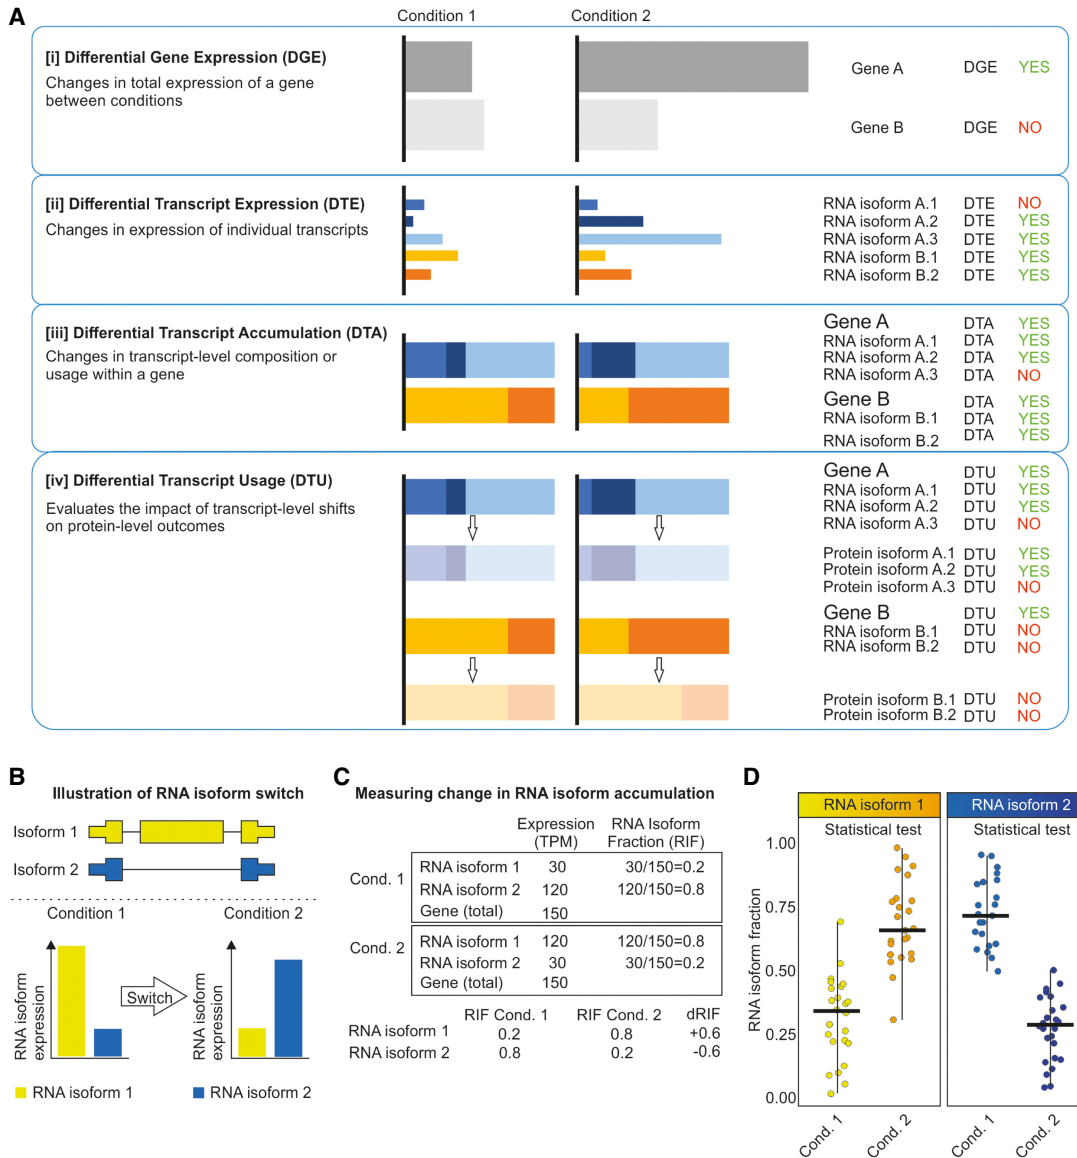 A
Condition 1
Condition 2
[i] Differential Gene Expression (DGE)
Changes in total expression of a gene
between conditions
Gene A DGE YES
Gene B DGE NO
[ii] Differential Transcript Expression (DTE)
Changes in expression of individual transcripts
RNA isoform A.1 DTE NO
RNA isoform A.2 DTE YES
RNA isoform A.3 DTE YES
RNA isoform B.1 DTE YES
RNA isoform B.2 DTE YES
[iii] Differential Transcript Accumulation (DTA)
Changes in transcript-level composition or
usage within a gene
Gene A DTA YES
RNA isoform A.1 DTA YES
RNA isoform A.2 DTA YES
RNA isoform A.3 DTA NO
Gene B DTA YES
RNA isoform B.1 DTA YES
RNA isoform B.2 DTA YES
[iv] Differential Transcript Usage (DTU)
Evaluates the impact of transcript-level shifts
on protein-level outcomes
Gene A DTU YES
RNA isoform A.1 DTU YES
RNA isoform A.2 DTU YES
RNA isoform A.3 DTU NO
Protein isoform A.1 DTU YES
Protein isoform A.2 DTU YES
Protein isoform A.3 DTU NO
Gene B DTU YES
RNA isoform B.1 DTU NO
RNA isoform B.2 DTU NO
Protein isoform B.1 DTU NO
Protein isoform B.2 DTU NO
B
Illustration of RNA isoform switch
Isoform 1
Isoform 2
Condition 1
Condition 2
RNA isoform
expression
Switch
RNA isoform
expression
RNA isoform 1
RNA isoform 2
C
Measuring change in RNA isoform accumulation
Expression
(TPM)
RNA Isoform
Fraction (RIF)
Cond. 1
RNA isoform 1 30 30/150=0.2
RNA isoform 2 120 120/150=0.8
Gene (total) 150
Cond. 2
RNA isoform 1 120 120/150=0.8
RNA isoform 2 30 30/150=0.2
Gene (total) 150
RIF Cond. 1 RIF Cond. 2 dRIF
RNA isoform 1 0.2 0.8 +0.6
RNA isoform 2 0.8 0.2 -0.6
D
RNA isoform 1
RNA isoform 2
Statistical test
Statistical test
RNA isoform fraction
1.00
0.75
0.50
0.25
0.00
Cond. 1
Cond. 2
Cond. 1
Cond. 2